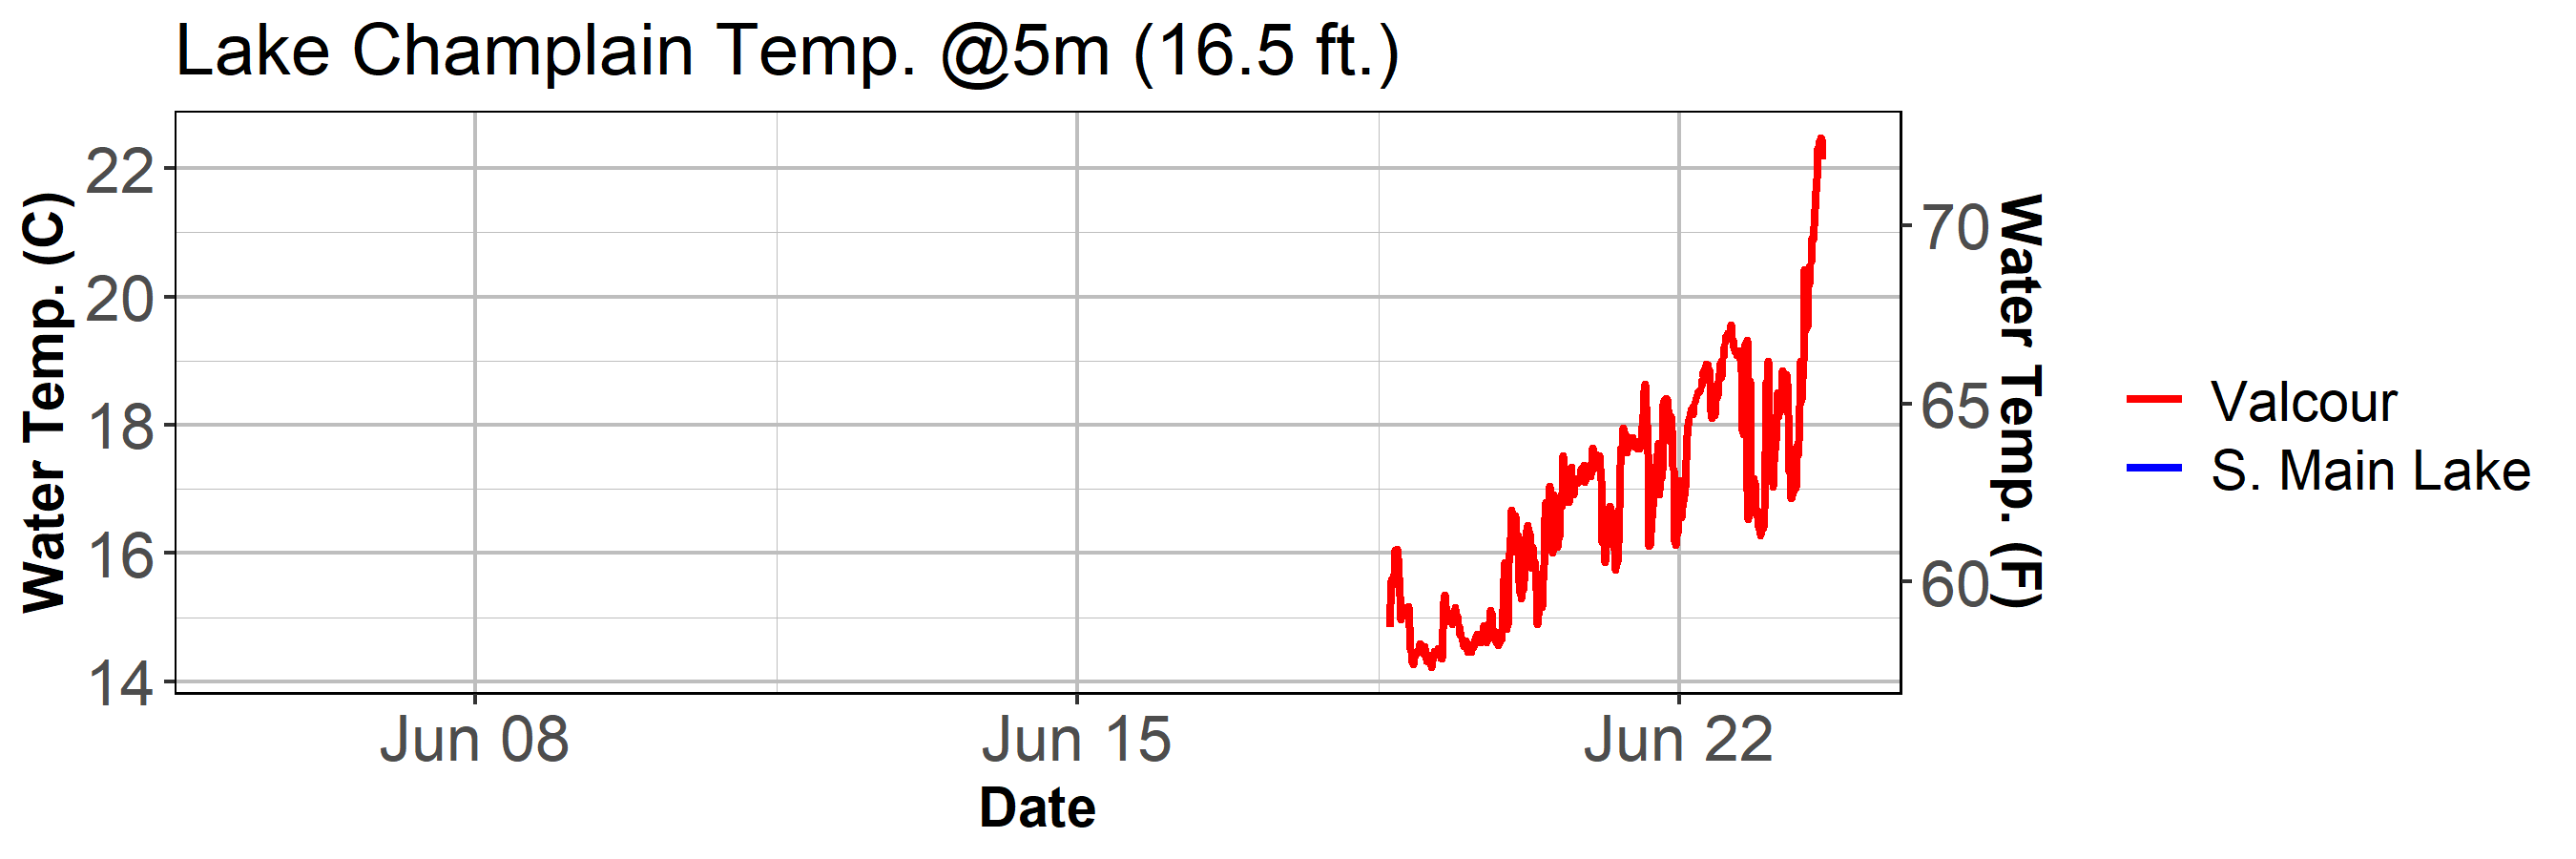 Lake Champlain Temp. @5m (16.5 ft.)
Water Temp. (C)
22
20
18
16
14
70
65
60
Water Temp. (F)
Jun 08
Jun 15
Jun 22
Date
Valcour
S. Main Lake